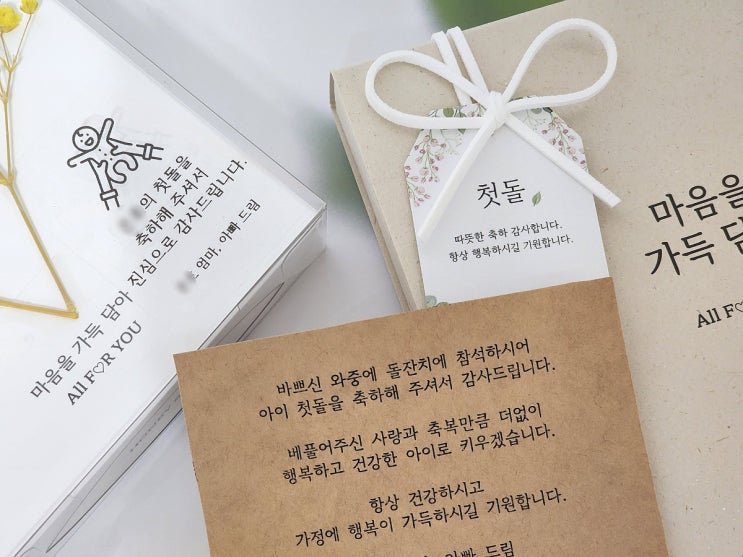 의 첫돌을
축하해 주셔서
진심으로 감사드립니다.
엄마, 아빠 드림
마음을 가득 담아
All F♡R YOU
첫돌
따뜻한 축하 감사합니다.
항상 행복하시길 기원합니다.
마음을
가득 담
All F♡
바쁘신 와중에 돌잔치에 참석하시어
아이 첫돌을 축하해 주셔서 감사드립니다.
베풀어주신 사랑과 축복만큼 더없이
행복하고 건강한 아이로 키우겠습니다.
항상 건강하시고
가정에 행복이 가득하시길 기원합니다.
아빠 드림